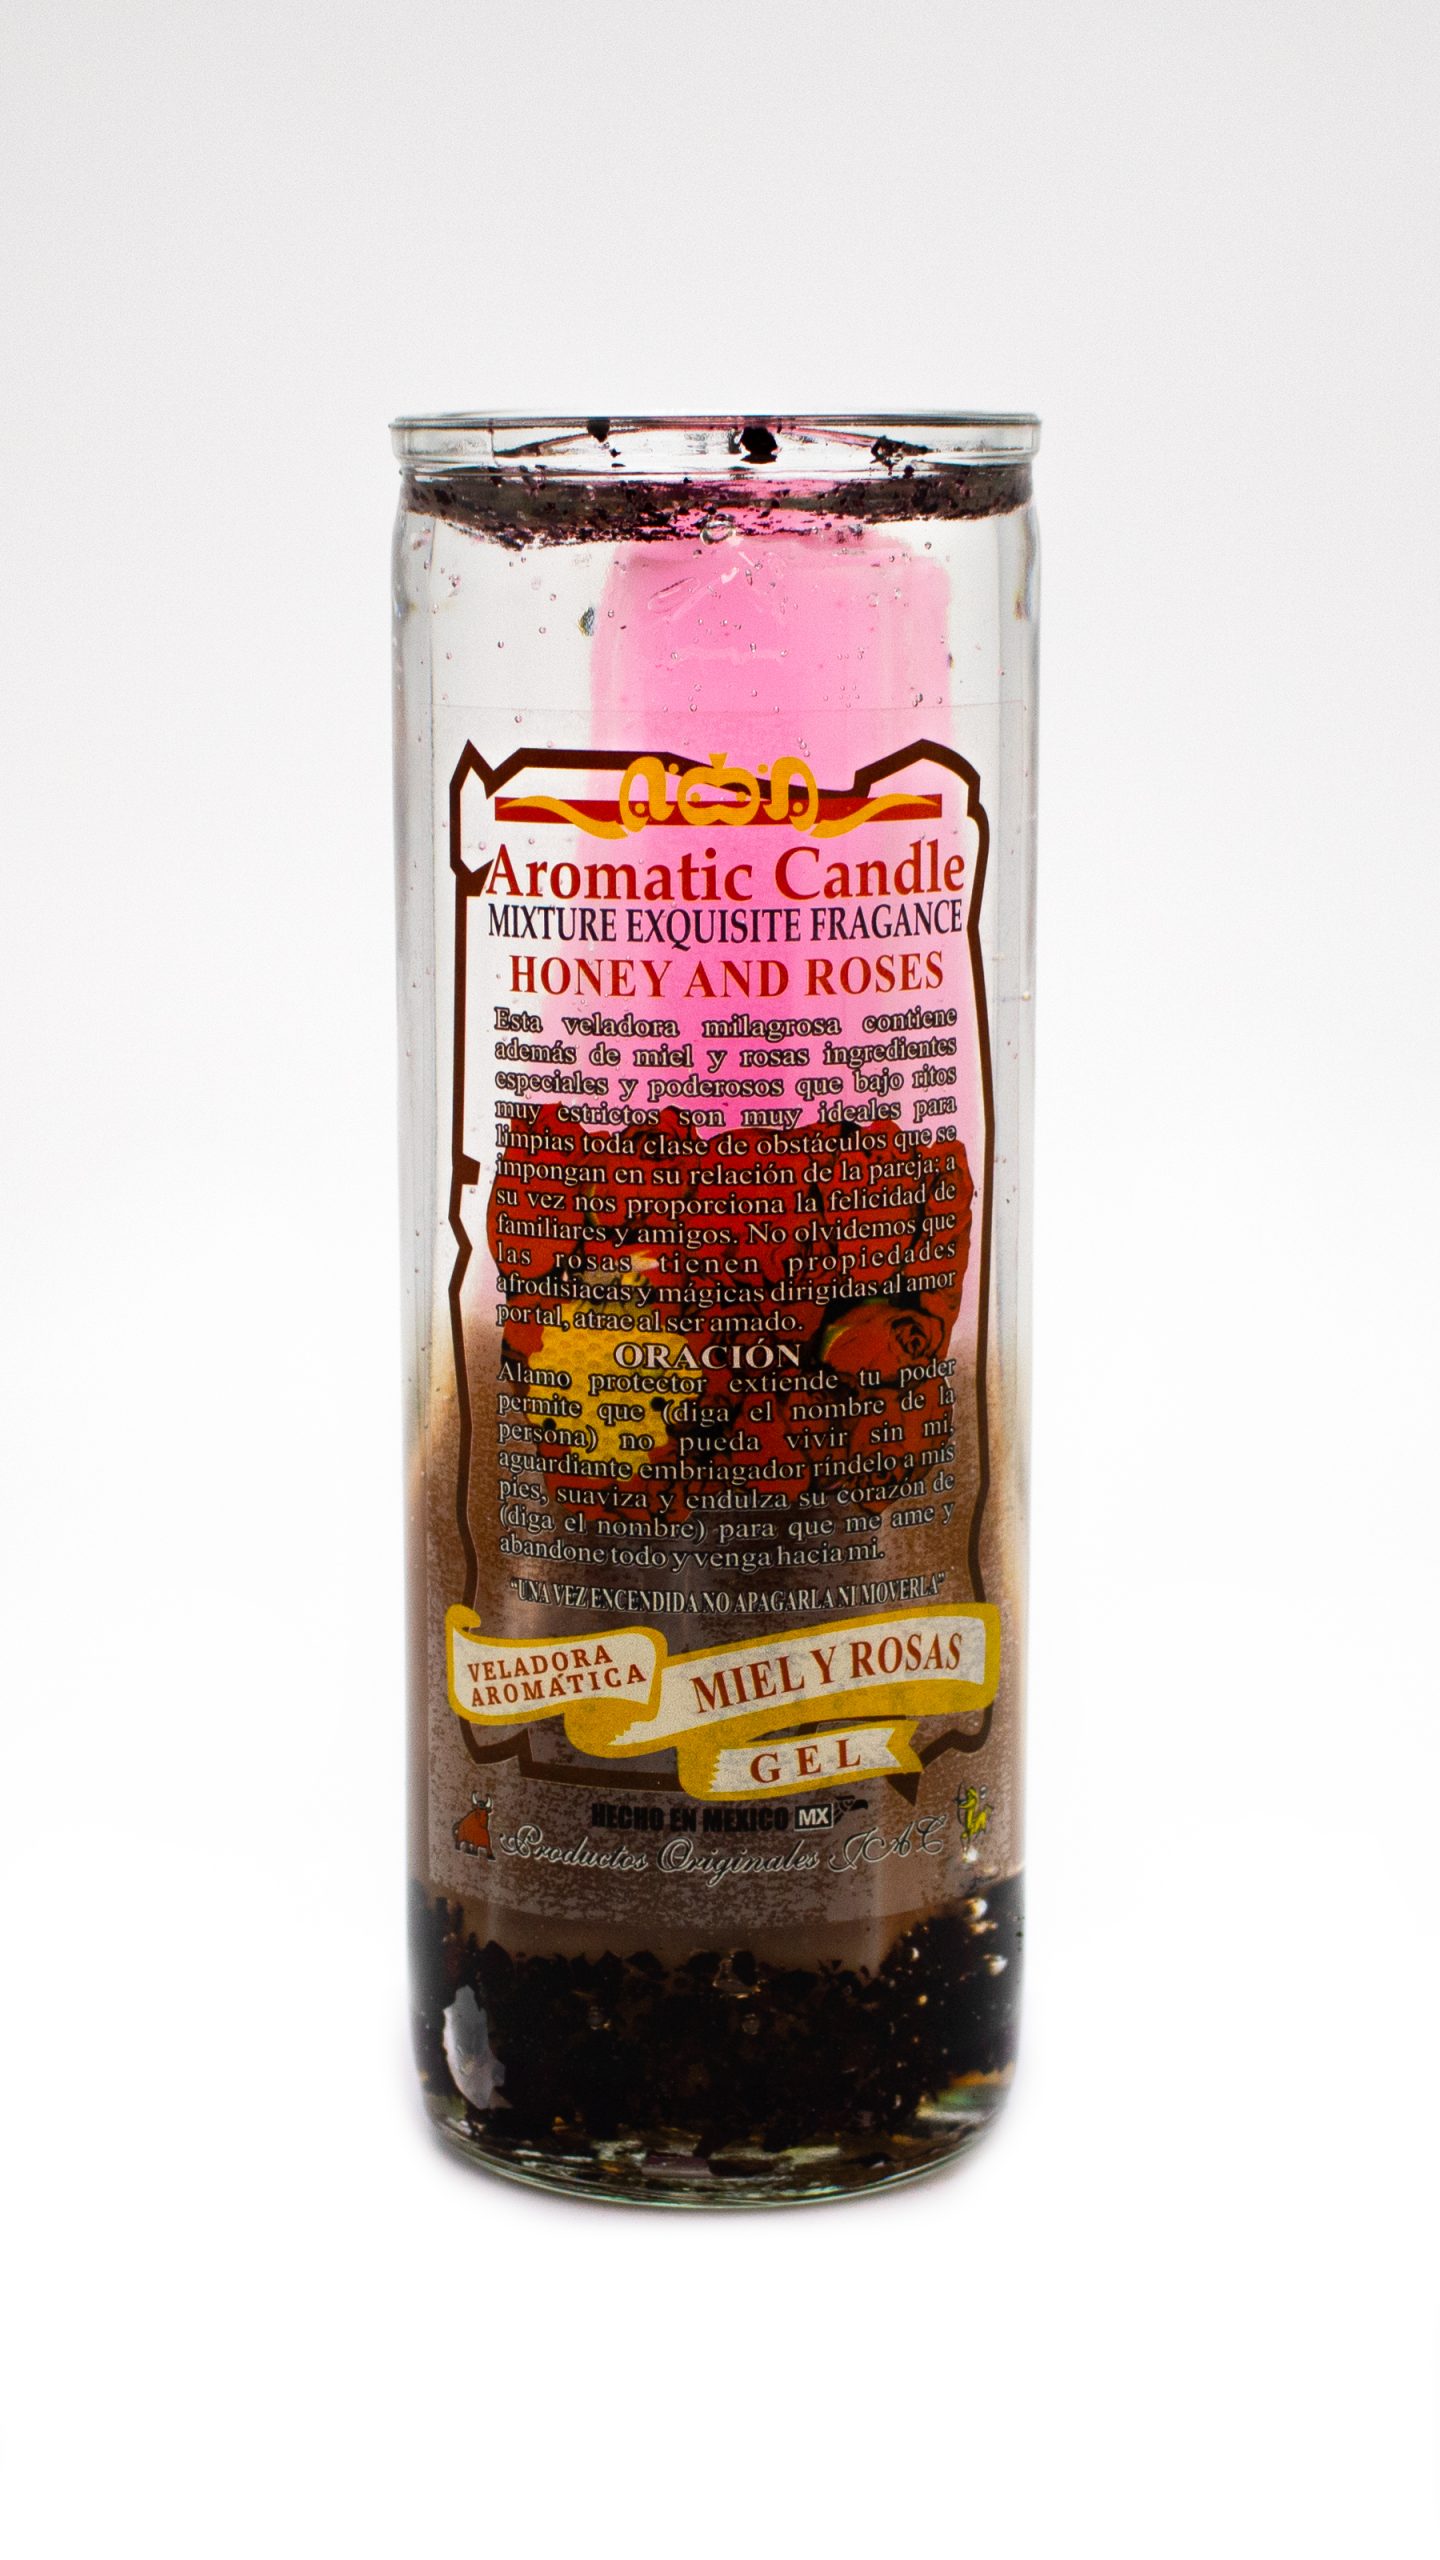 Aromatic Candle
MIXTURE EXQUISITE FRAGANCE
HONEY AND ROSES
Esta veladora milagrosa contiene
además de miel y rosas ingredientes
especiales y poderosos que bajo ritos
muy estrictos son muy ideales para
limpias toda clase de obstáculos que se
impongan en su relación de la pareja; a
su vez nos proporciona la felicidad de
familiares y amigos. No olvidemos que
las rosas tienen propiedades
afrodisiacas y mágicas dirigidas al amor
por tal, atrae al ser amado.
ORACIÓN
Alamo protector extiende tu poder
permite que (diga el nombre de la
persona) no pueda vivir sin mi,
aguardiante embriagador ríndelo a mis
pies, suaviza y endulza su corazón de
(diga el nombre) para que me ame y
abandone todo y venga hacia mi.
"UNA VEZ ENCENDIDA NO APAGARLA NI MOVERLA"
VELADORA
AROMÁTICA
MIEL Y ROSAS
GEL
HECHO EN MEXICO MX
Productos Originales JAC